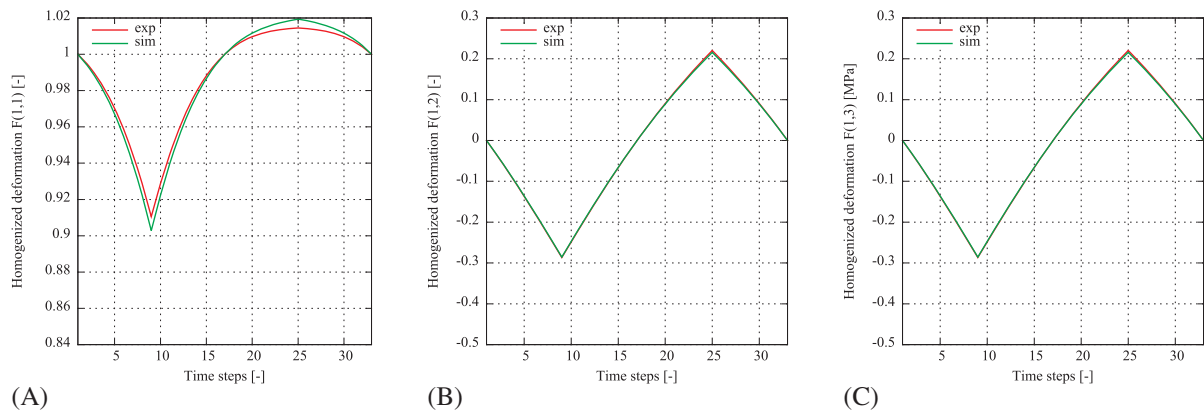 1.02
1
0.98
0.96
0.94
0.92
0.9
0.88
0.86
0.84
exp
sim
Homogenized deformation F(1,1) [-]
5 10 15 20 25 30
Time steps [-]
(A)
0.3
0.2
0.1
0
-0.1
-0.2
-0.3
-0.4
-0.5
exp
sim
Homogenized deformation F(1,2) [-]
5 10 15 20 25 30
Time steps [-]
(B)
0.3
0.2
0.1
0
-0.1
-0.2
-0.3
-0.4
-0.5
exp
sim
Homogenized deformation F(1,3) [MPa]
5 10 15 20 25 30
Time steps [-]
(C)